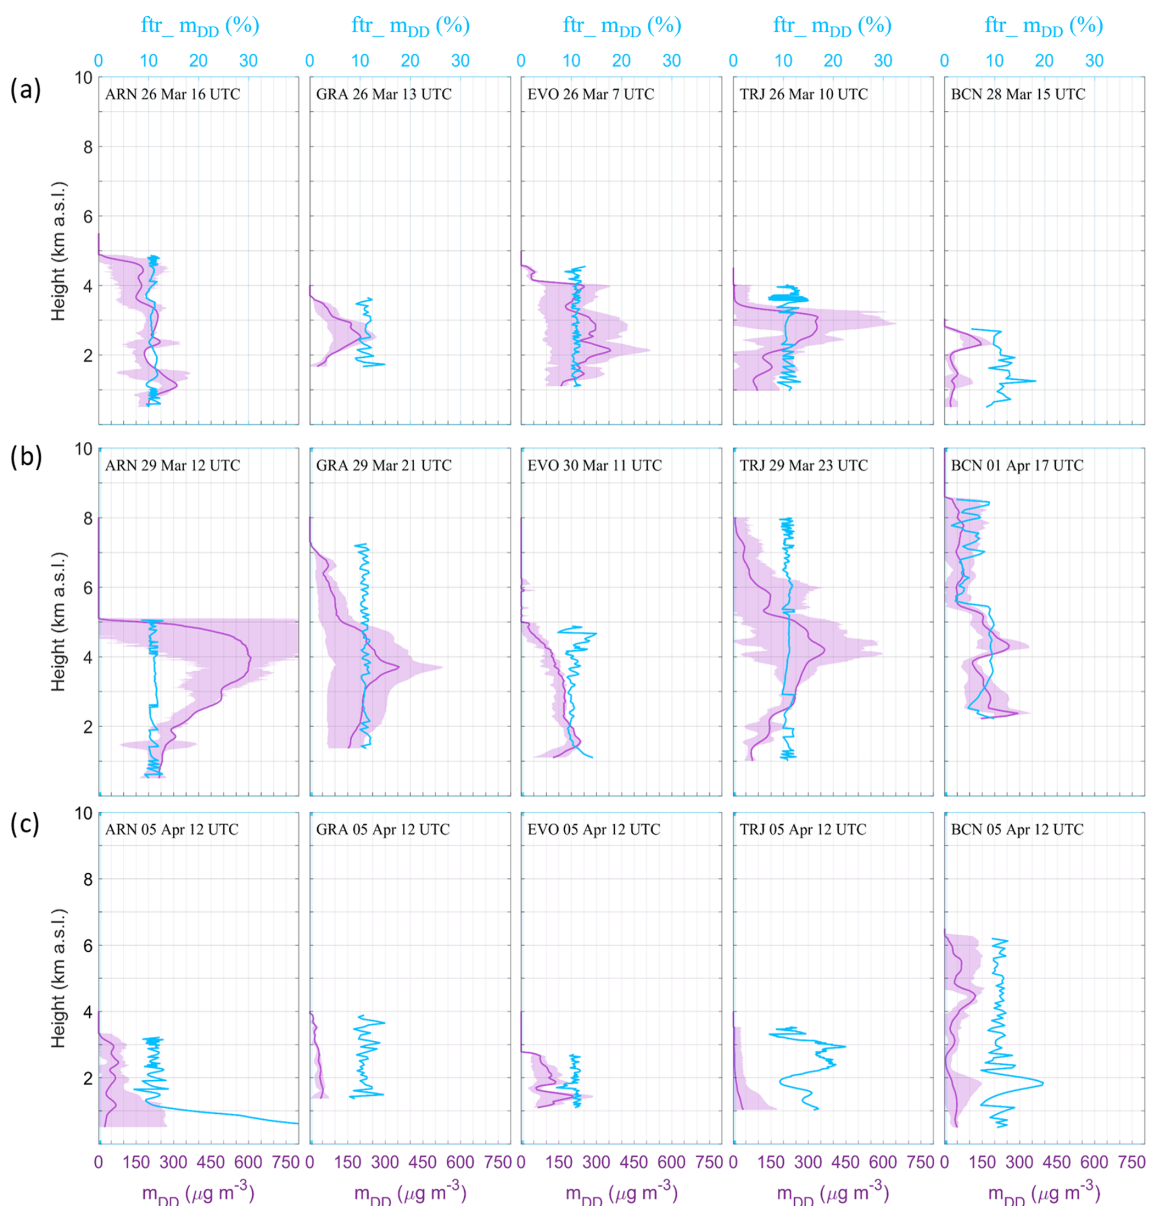 ftr_ mDD (%) ftr_ mDD (%) ftr_ mDD (%) ftr_ mDD (%) ftr_ mDD (%)
0 10 20 30 0 10 20 30 0 10 20 30 0 10 20 30 0 10 20 30
(a)
10
ARN 26 Mar 16 UTC GRA 26 Mar 13 UTC EVO 26 Mar 7 UTC TRJ 26 Mar 10 UTC BCN 28 Mar 15 UTC
8
6
4
2
Height (km a.s.l.)
(b)
10
ARN 29 Mar 12 UTC GRA 29 Mar 21 UTC EVO 30 Mar 11 UTC TRJ 29 Mar 23 UTC BCN 01 Apr 17 UTC
8
6
4
2
Height (km a.s.l.)
(c)
10
ARN 05 Apr 12 UTC GRA 05 Apr 12 UTC EVO 05 Apr 12 UTC TRJ 05 Apr 12 UTC BCN 05 Apr 12 UTC
8
6
4
2
Height (km a.s.l.)
0 150 300 450 600 750 0 150 300 450 600 750 0 150 300 450 600 750 0 150 300 450 600 750 0 150 300 450 600 750
mDD (μg m-3) mDD (μg m-3) mDD (μg m-3) mDD (μg m-3) mDD (μg m-3)